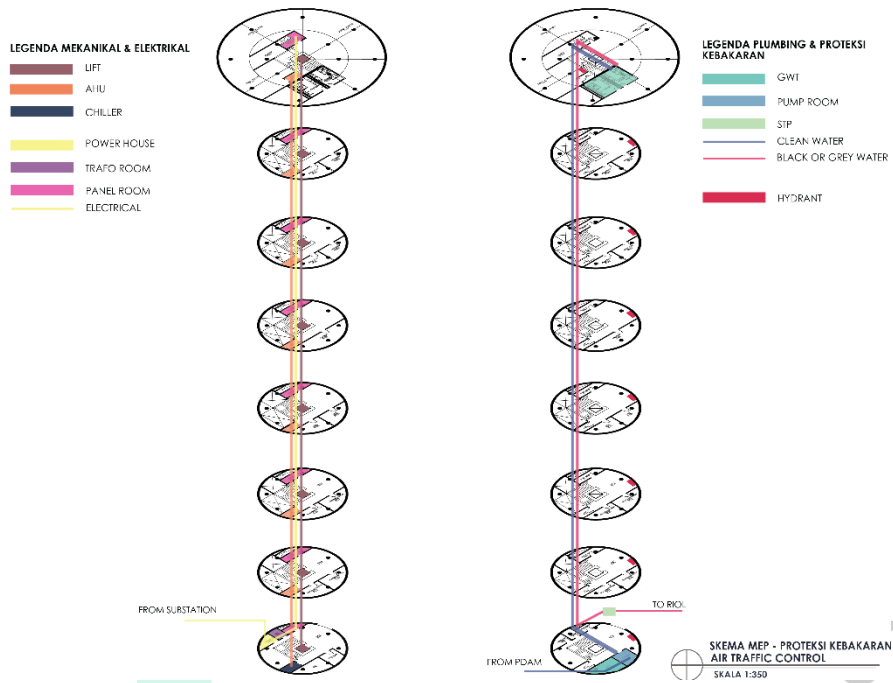 LEGENDA MEKANIKAL & ELEKTRIKAL
LIFT
AHU
CHILLER
POWER HOUSE
TRAFO ROOM
PANEL ROOM
ELECTRICAL
LEGENDA PLUMBING & PROTEKSI
KEBAKARAN
GWT
PUMP ROOM
STP
CLEAN WATER
BLACK OR GREY WATER
HYDRANT
FROM SUBSTATION
TO RIOL
FROM PDAM
SKEMA MEP - PROTEKSI KEBAKARAN
AIR TRAFFIC CONTROL
SKALA 1:350